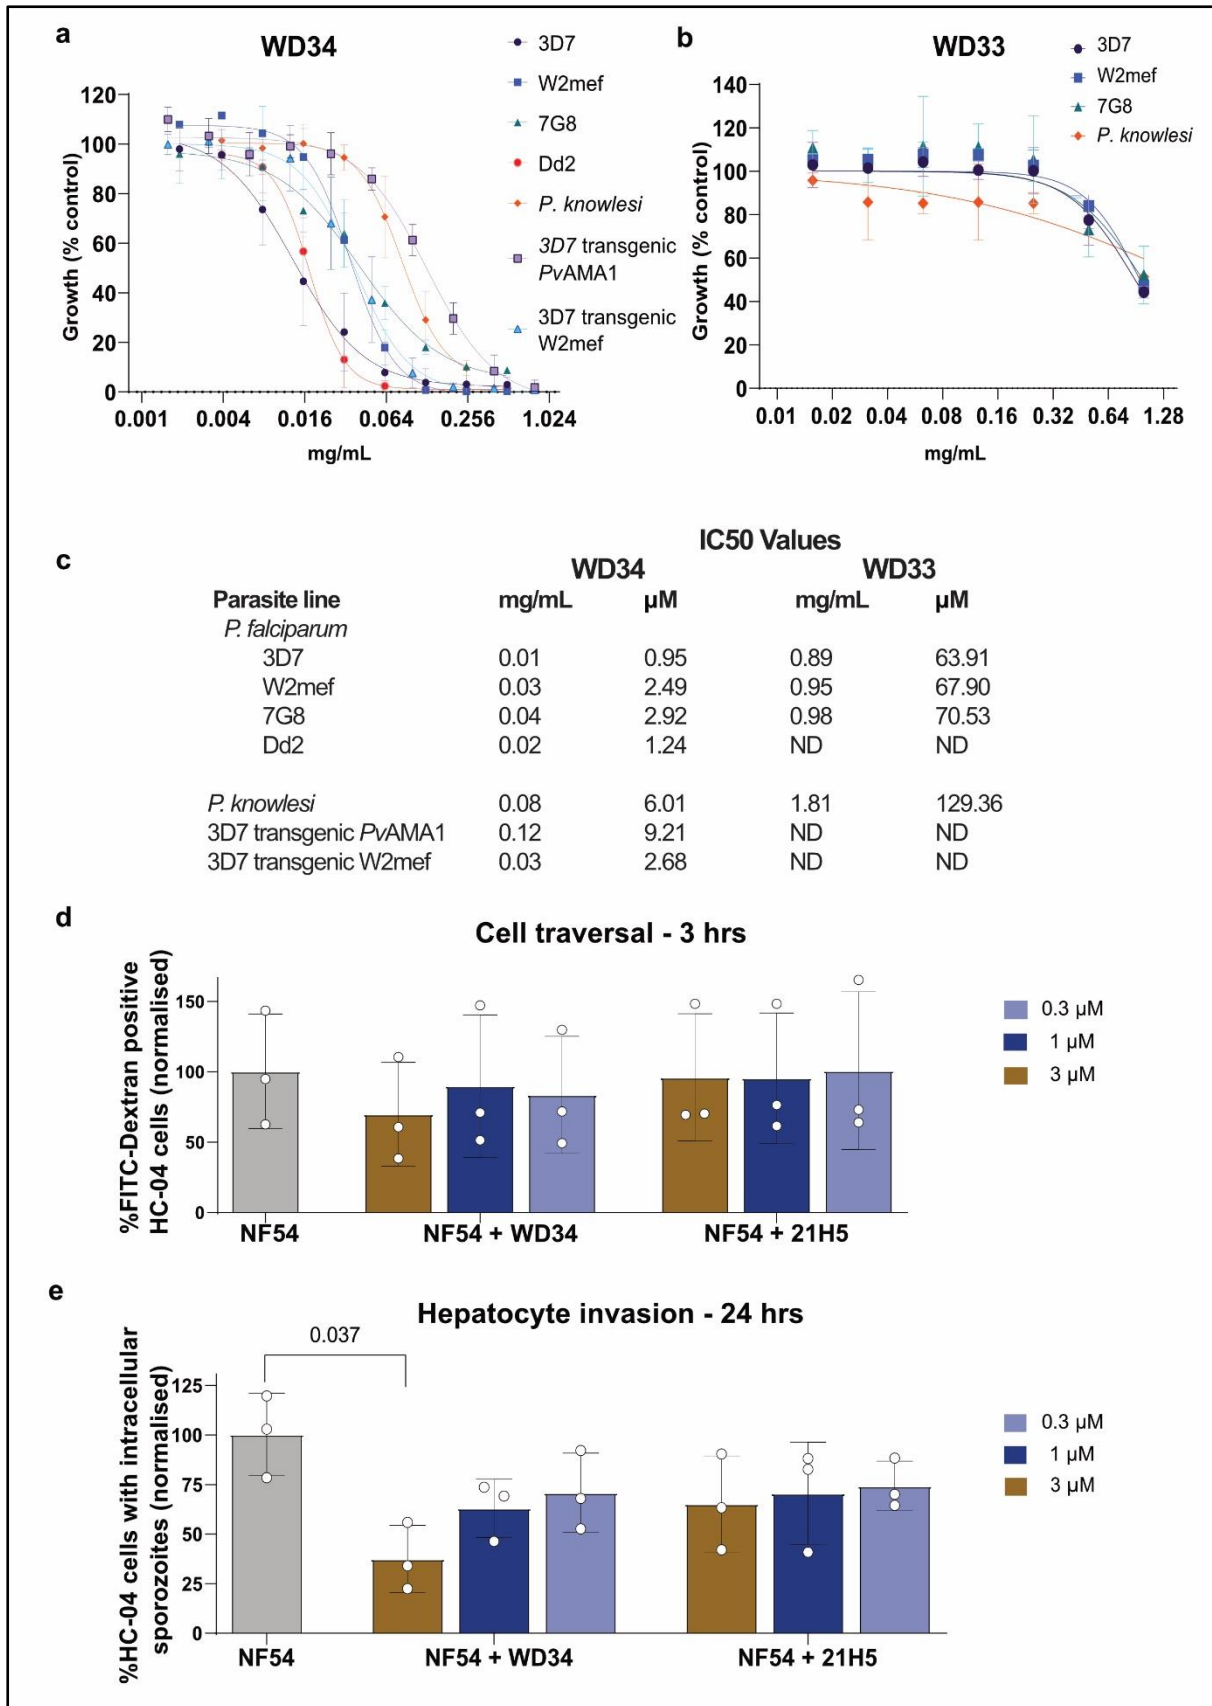 a
WD34
3D7
W2mef
7G8
Dd2
P. knowlesi
3D7 transgenic
PvAMA1
3D7 transgenic
W2mef
120
100
80
60
40
20
0
Growth (% control)
0.001 0.004 0.016 0.064 0.256 1.024
mg/mL
b
WD33
3D7
W2mef
7G8
P. knowlesi
140
120
100
80
60
40
20
0
Growth (% control)
0.01 0.02 0.04 0.08 0.16 0.32 0.64 1.28
mg/mL
c
IC50 Values
WD34 WD33
Parasite line mg/mL µM mg/mL µM
P. falciparum
3D7 0.01 0.95 0.89 63.91
W2mef 0.03 2.49 0.95 67.90
7G8 0.04 2.92 0.98 70.53
Dd2 0.02 1.24 ND ND
P. knowlesi 0.08 6.01 1.81 129.36
3D7 transgenic PvAMA1 0.12 9.21 ND ND
3D7 transgenic W2mef 0.03 2.68 ND ND
d
Cell traversal - 3 hrs
%FITC-Dextran positive
HC-04 cells (normalised)
150
100
50
0
NF54 NF54 + WD34 NF54 + 21H5
0.3 µM
1 µM
3 µM
e
Hepatocyte invasion - 24 hrs
0.037
%HC-04 cells with intracellular
sporozoites (normalised)
125
100
75
50
25
0
NF54 NF54 + WD34 NF54 + 21H5
0.3 µM
1 µM
3 µM